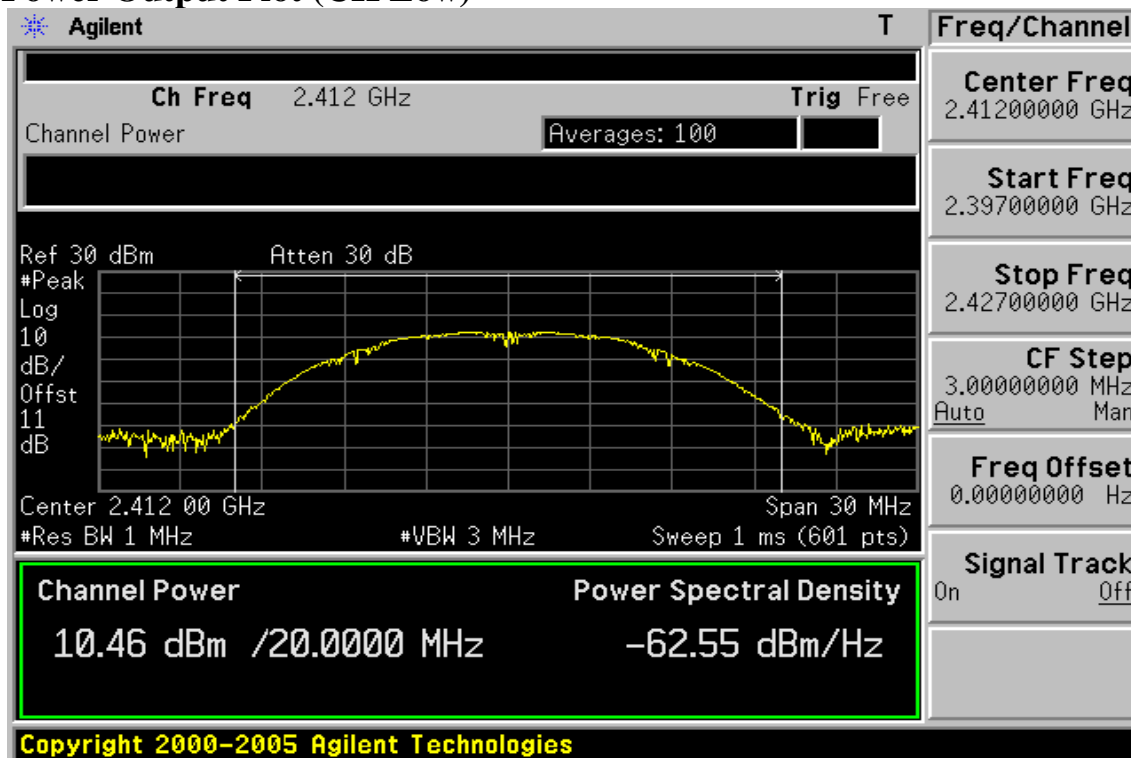 Power Output Plot (CH Low)
Agilent
T
Freq/Channel
Ch Freq 2.412 GHz
Trig Free
Channel Power
Averages: 100
Center Freq
2.41200000 GHz
Start Freq
2.39700000 GHz
Stop Freq
2.42700000 GHz
CF Step
3.00000000 MHz
Auto Man
Freq Offset
0.00000000 Hz
Signal Track
On Off
Ref 30 dBm
Atten 30 dB
#Peak
Log
10
dB/
Offst
11
dB
Center 2.412 00 GHz
Span 30 MHz
#Res BW 1 MHz
#VBW 3 MHz
Sweep 1 ms (601 pts)
Channel Power
Power Spectral Density
10.46 dBm /20.0000 MHz
-62.55 dBm/Hz
Copyright 2000-2005 Agilent Technologies